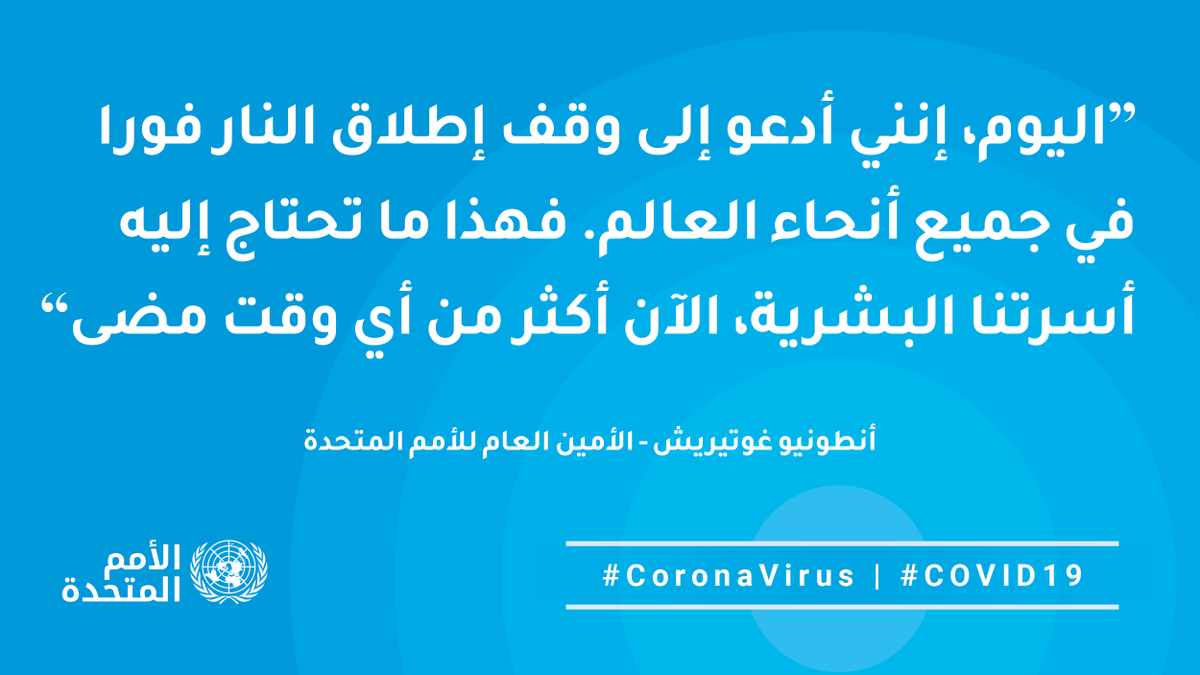 ”اليوم، إنني أدعو إلى وقف إطلاق النار فورا
في جميع أنحاء العالم. فهذا ما تحتاج إليه
أسرتنا البشرية، الآن أكثر من أي وقت مضى“
أنطونيو غوتيريش - الأمين العام للأمم المتحدة
#CoronaVirus | #COVID19
الأمم
المتحدة